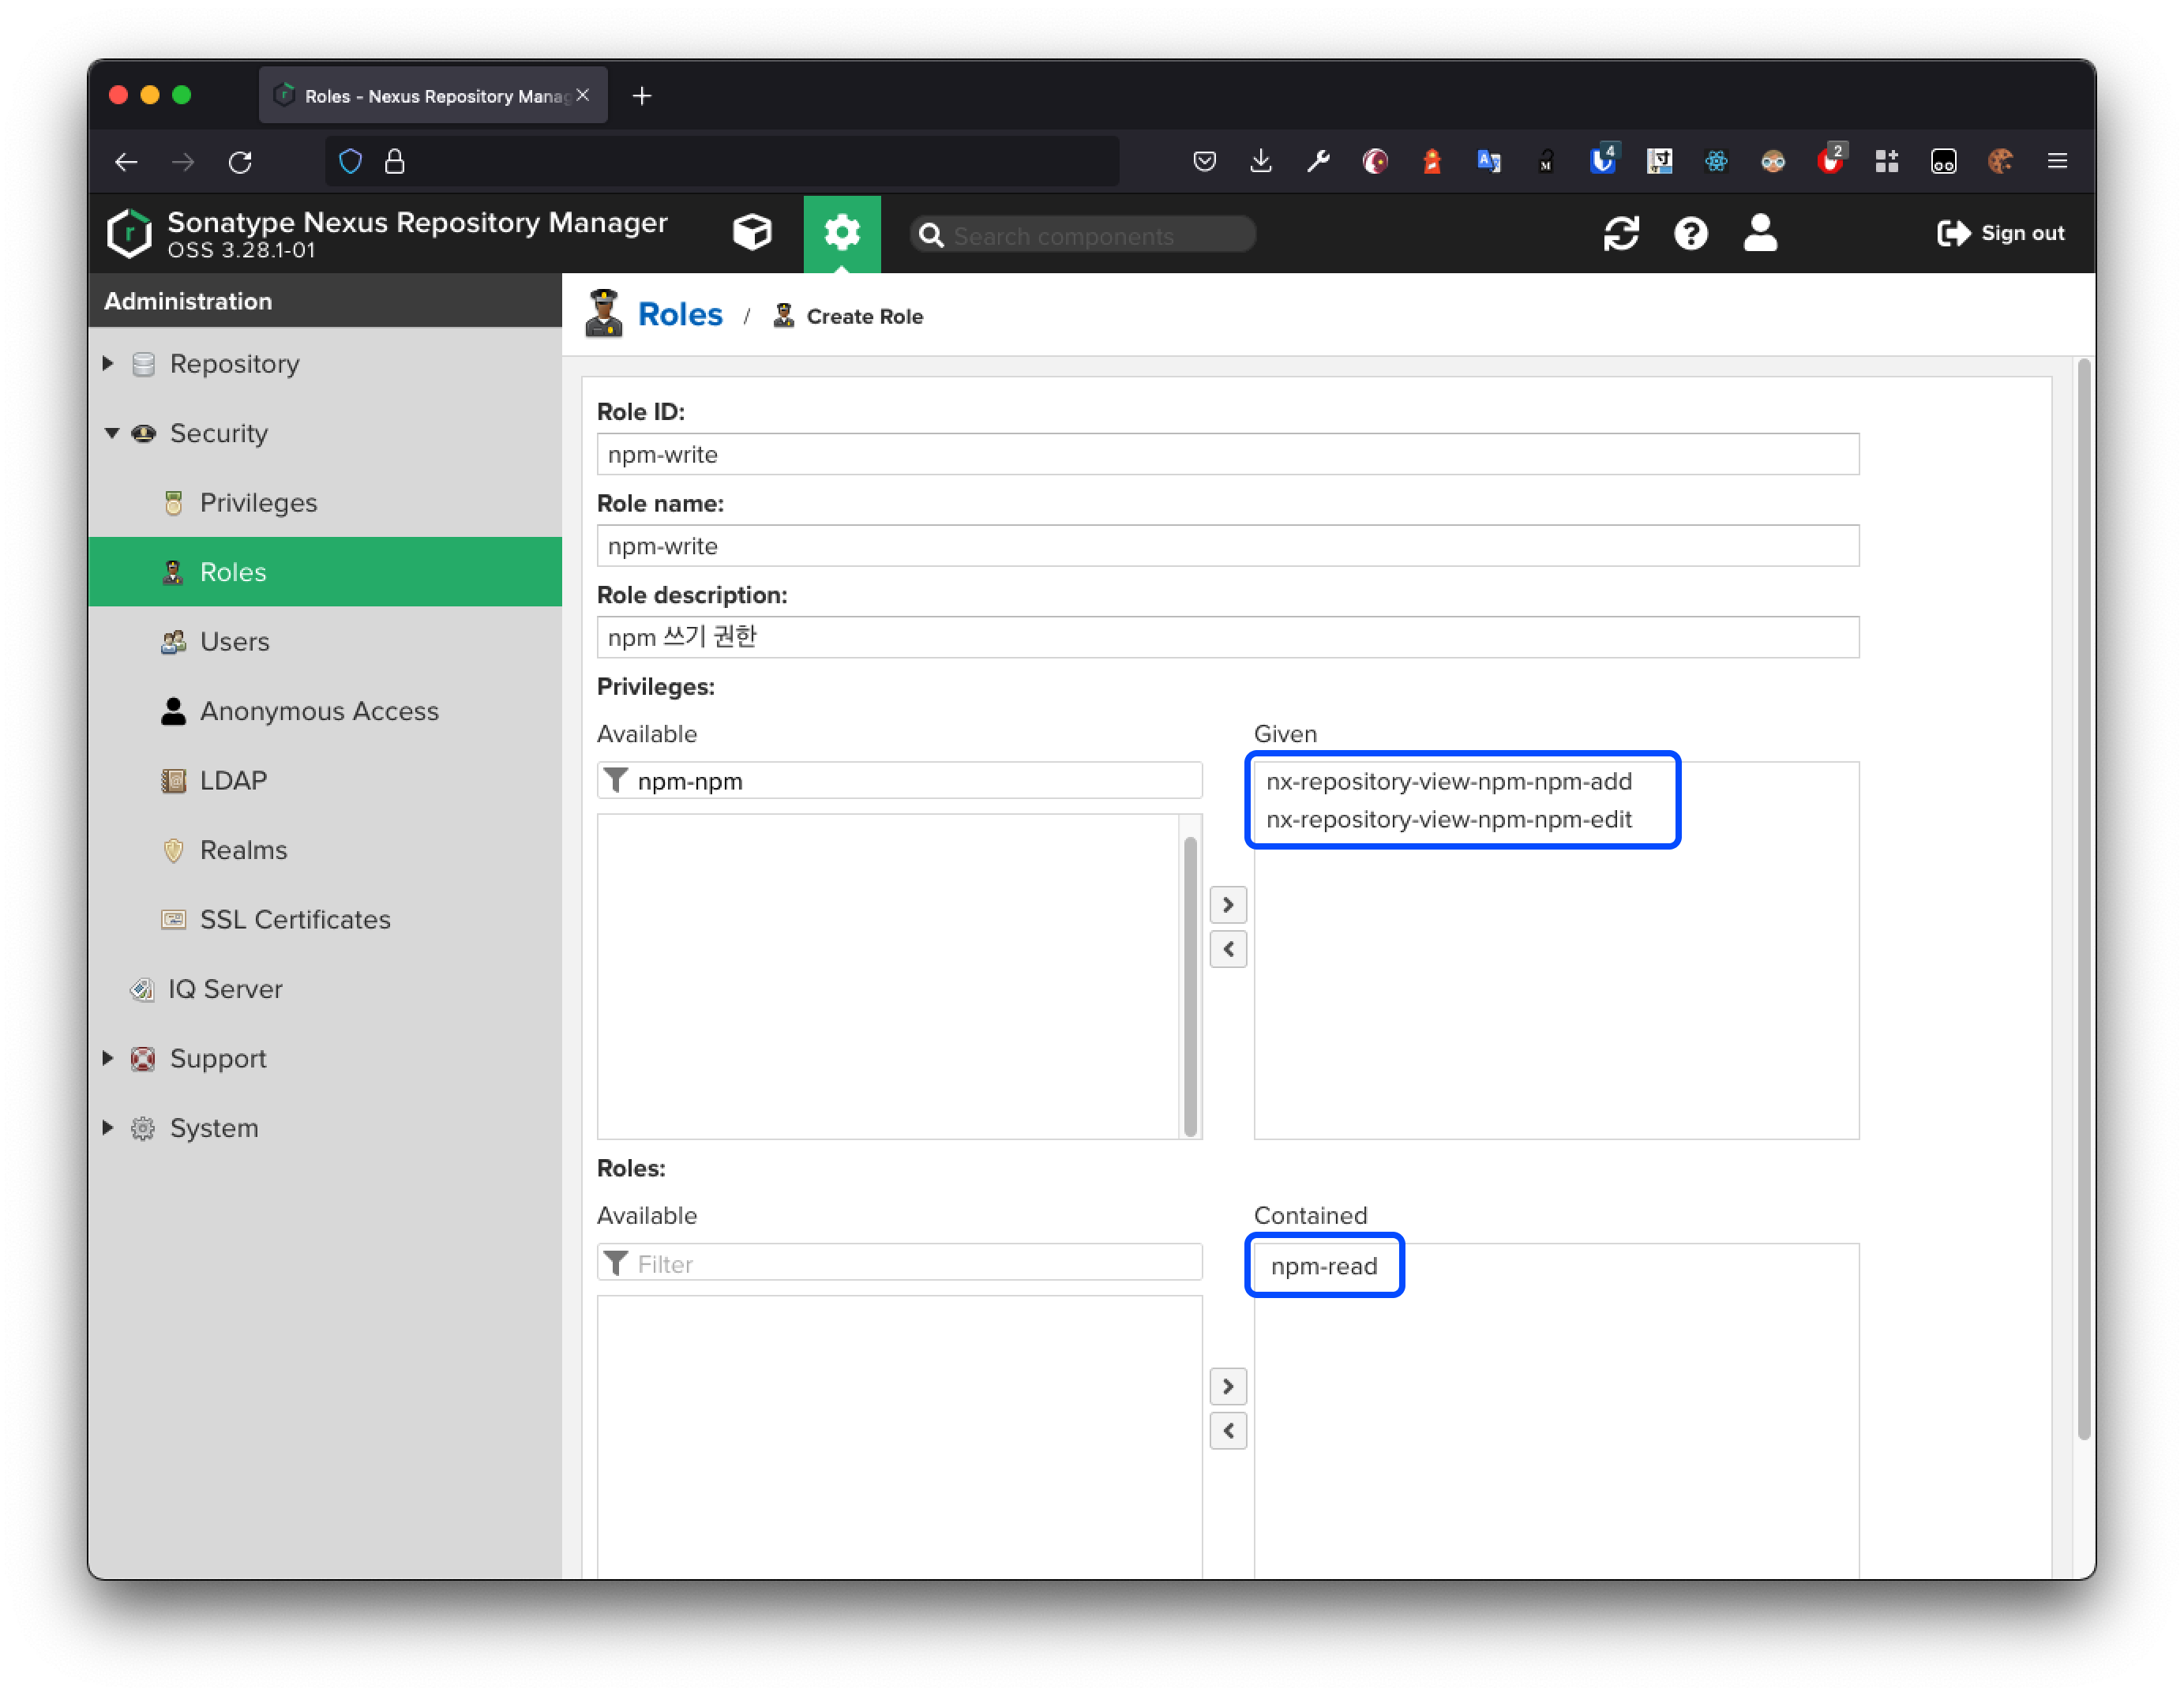 Roles - Nexus Repository Manag
Sonatype Nexus Repository Manager
OSS 3.28.1-01
Search components
Sign out
4
2
M
Administration
Repository
Security
Privileges
Roles
Users
Anonymous Access
LDAP
Realms
SSL Certificates
IQ Server
Support
System
Roles / Create Role
Role ID:
npm-write
Role name:
npm-write
Role description:
npm 쓰기 권한
Privileges:
Available
npm-npm
Given
nx-repository-view-npm-npm-add
nx-repository-view-npm-npm-edit
Roles:
Available
Filter
Contained
npm-read